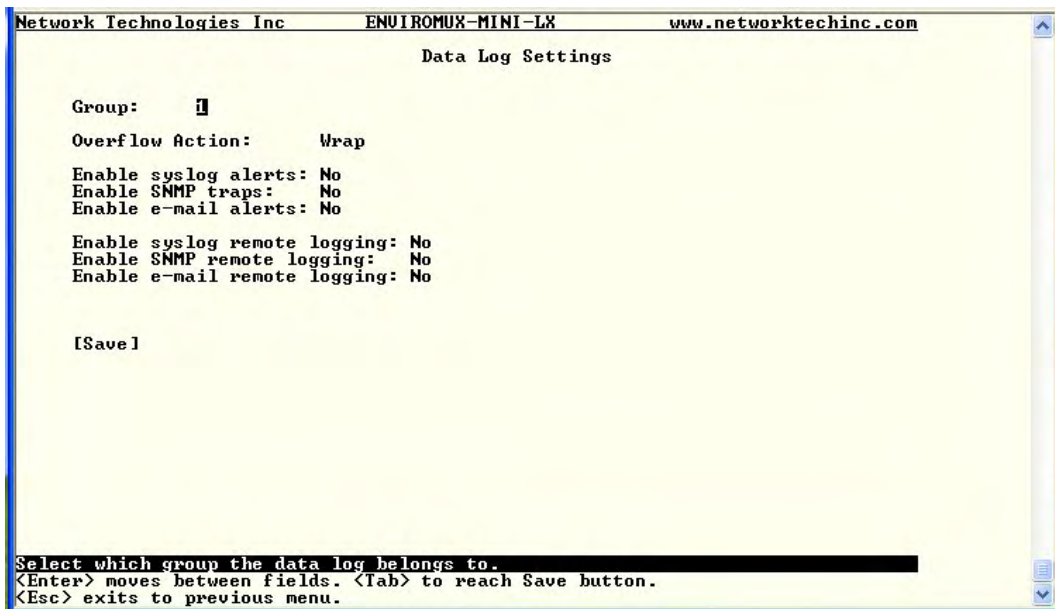 Network Technologies Inc ENVIROMUX-MINI-LX www.networktechinc.com
Data Log Settings
Group: 1
Overflow Action: Wrap
Enable syslog alerts: No
Enable SNMP traps: No
Enable e-mail alerts: No
Enable syslog remote logging: No
Enable SNMP remote logging: No
Enable e-mail remote logging: No
[Save]
Select which group the data log belongs to.
<Enter> moves between fields. <Tab> to reach Save button.
<Esc> exits to previous menu.